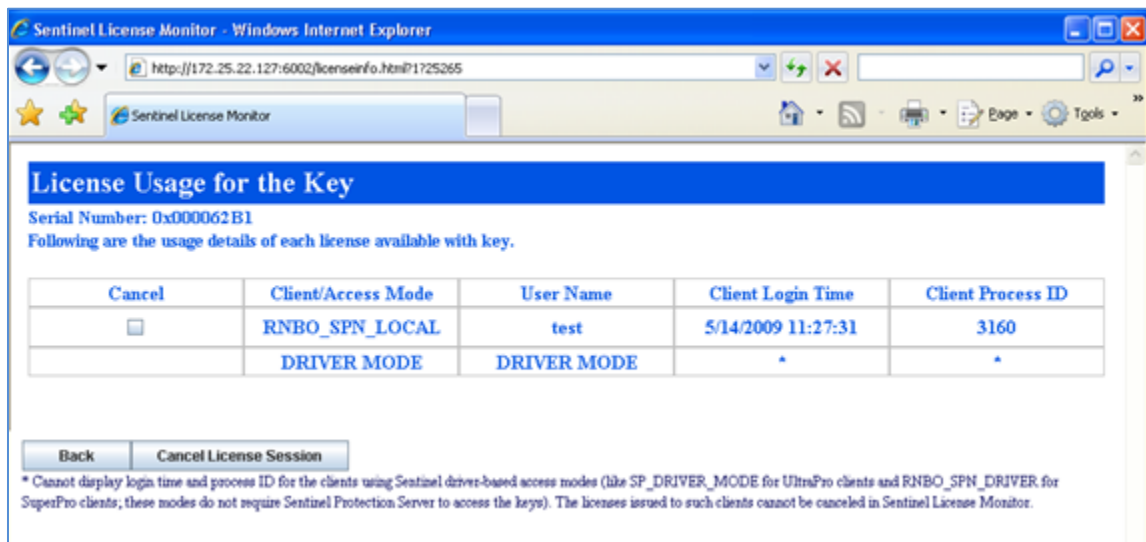 Sentinel License Monitor - Windows Internet Explorer
http://172.25.22.127:6002/licenseinfo.html?1?25265
Sentinel License Monitor
Page
Tools
License Usage for the Key
Serial Number: 0x000062B1
Following are the usage details of each license available with key.
Cancel Client/Access Mode User Name Client Login Time Client Process ID
RNBO_SPN_LOCAL test 5/14/2009 11:27:31 3160
DRIVER MODE DRIVER MODE * *
Back Cancel License Session
* Cannot display login time and process ID for the clients using Sentinel driver-based access modes (like SP_DRIVER_MODE for UltraPro clients and RNBO_SPN_DRIVER for
SuperPro clients; these modes do not require Sentinel Protection Server to access the keys). The licenses issued to such clients cannot be canceled in Sentinel License Monitor.